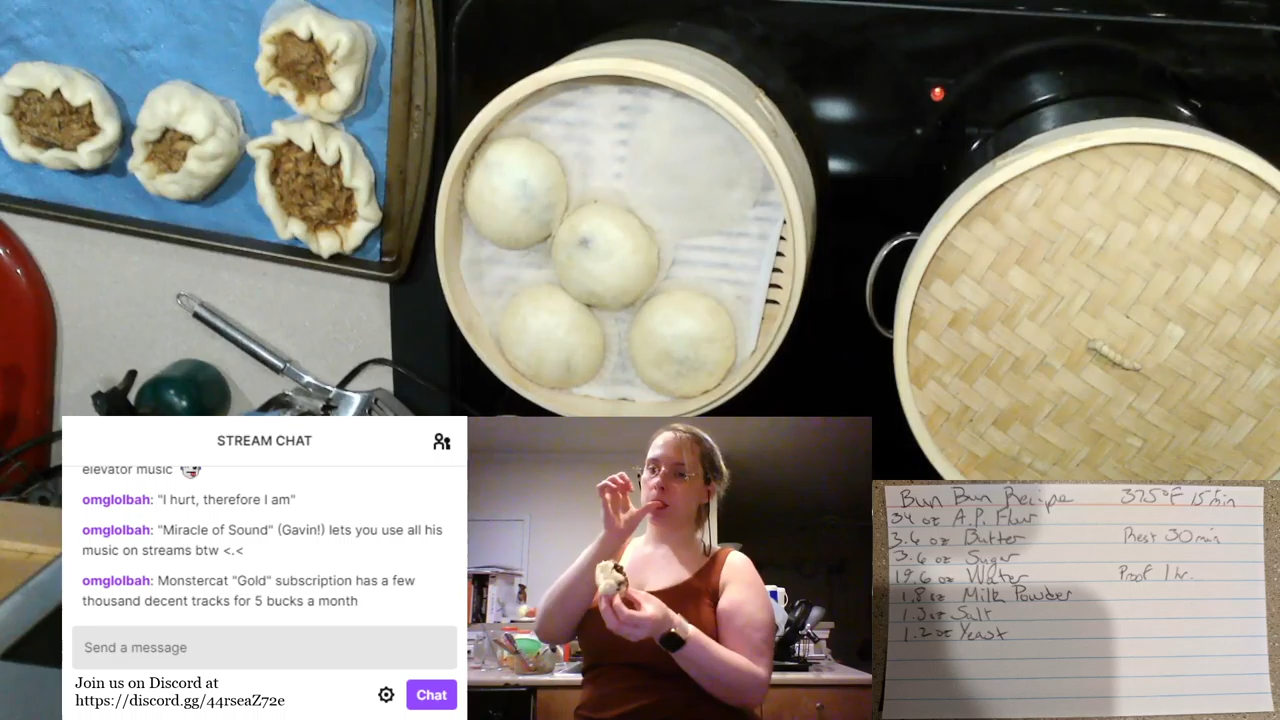 STREAM CHAT
elevator music
omglolbah: "I hurt, therefore I am"
omglolbah: "Miracle of Sound" (Gavin!) lets you use all his
music on streams btw <.<
omglolbah: Monstercat "Gold" subscription has a few
thousand decent tracks for 5 bucks a month
Send a message
Join us on Discord at
https://discord.gg/44rseaZ72e
Chat
Bun Bun Recipe 375°F 15 min
34 oz A.P. Flour
3.6 oz Butter Rest 30 min
3.6 oz Sugar
19.6 oz Water Proof 1 hr.
1.8 oz Milk Powder
Salt
1.2 oz Yeast